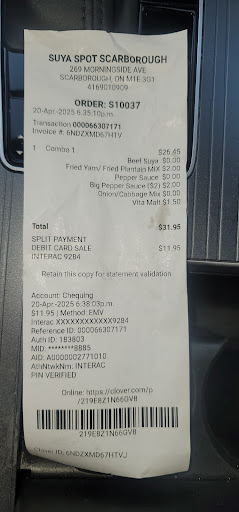 SUYA SPOT SCARBOROUGH
269 MORNINGSIDE AVE
SCARBOROUGH, ON M1E 3G1
4169010909
ORDER: S10037
20-Apr-2025 6:35:10p.m.
Transaction 000066307171
Invoice #: 6NDZXMD67HTV
1 Combo 1 $26.45
Beef Suya $0.00
Fried Yam/ Fried Plantain MIX $2.00
Pepper Sauce $0.00
Big Pepper Sauce ($2) $2.00
Onion/Cabbage Mix $0.00
Vita Malt $1.50
Total $31.95
SPLIT PAYMENT
DEBIT CARD SALE $11.95
INTERAC 9284
Retain this copy for statement validation
Account: Chequing
20-Apr-2025 6:38:03p.m.
$11.95 | Method: EMV
Interac XXXXXXXXXXXX9284
Reference ID: 000066307171
Auth ID: 183803
MID: ********8885
AID: A0000002771010
AthNtwkNm: INTERAC
PIN VERIFIED
Online: https://clover.com/p
/219E8Z1N66GV8
219E8Z1N66GV8
Clover ID: 6NDZXMD67HTVJ